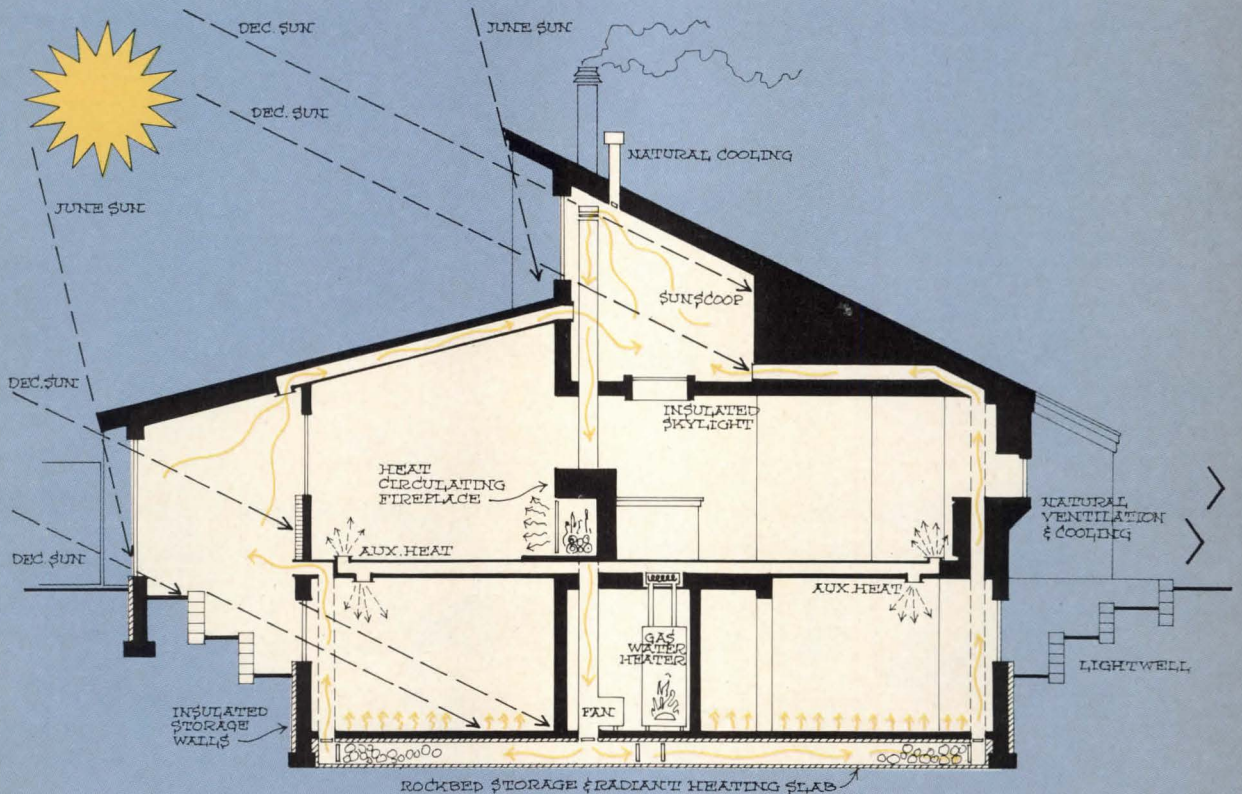 DEC. SUN
JUNE SUN
DEC. SUN
NATURAL COOLING
JUNE SUN
SUNSCOOP
DEC. SUN
INSULATED
SKYLIGHT
HEAT
CIRCULATING
FIREPLACE
NATURAL
VENTILATION
& COOLING
DEC. SUN
AUX. HEAT
AUX. HEAT
GAS
WATER
HEATER
LIGHTWELL
INSULATED
STORAGE
WALLS
FAN
ROCKBED STORAGE & RADIANT HEATING SLAB